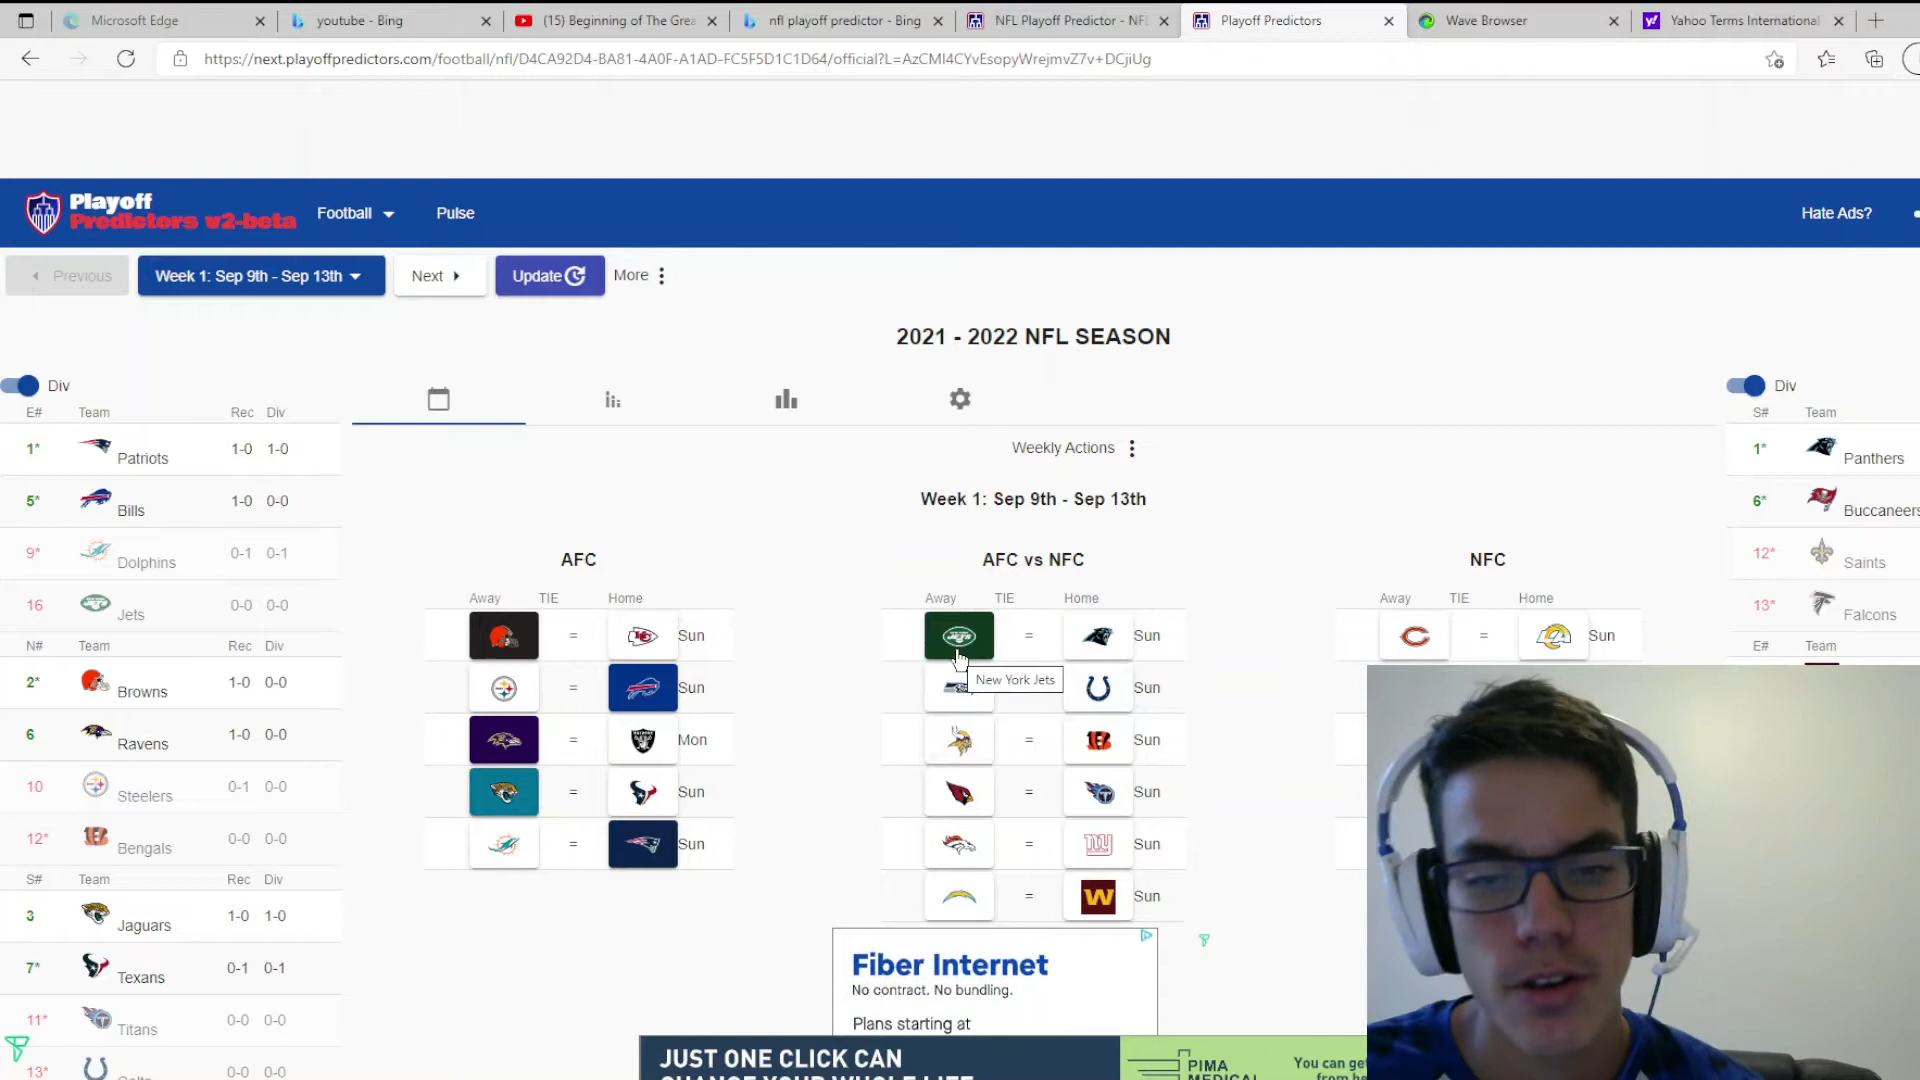 Microsoft Edge
youtube - Bing
(15) Beginning of The Grea
nfl playoff predictor - Bing
NFL Playoff Predictor - NF
Playoff Predictors
Wave Browser
Yahoo Terms International
https://next.playoffpredictors.com/football/nfl/D4CA92D4-BA81-4A0F-A1AD-FC5F5D1C1D64/official?L=AzCMI4CYvEsopyWrejmvZ7v+DCjiUg
Playoff
Predictors v2-beta
Football
Pulse
Hate Ads?
Previous
Week 1: Sep 9th - Sep 13th
Next
Update
More
2021 - 2022 NFL SEASON
Div
E# Team Rec Div
1* Patriots 1-0 1-0
5* Bills 1-0 0-0
9* Dolphins 0-1 0-1
16 Jets 0-0 0-0
N# Team Rec Div
2* Browns 1-0 0-0
6 Ravens 1-0 0-0
10 Steelers 0-1 0-0
12* Bengals 0-0 0-0
S# Team Rec Div
3 Jaguars 1-0 1-0
7* Texans 0-1 0-1
11* Titans 0-0 0-0
13* 0-0 0-0
Weekly Actions
Week 1: Sep 9th - Sep 13th
AFC
Away TIE Home
= Sun
= Sun
= Mon
= Sun
= Sun
AFC vs NFC
Away TIE Home
JETS = Sun
New York Jets
Sun
= Sun
= Sun
= ny Sun
= W Sun
NFC
Away TIE Home
= Sun
Div
S# Team
1* Panthers
6* Buccaneers
12* Saints
13* Falcons
E# Team
Fiber Internet
No contract. No bundling.
Plans starting at
JUST ONE CLICK CAN
CHANGE YOUR WHOLE LIFE
PIMA
MEDICAL
You can get
from he